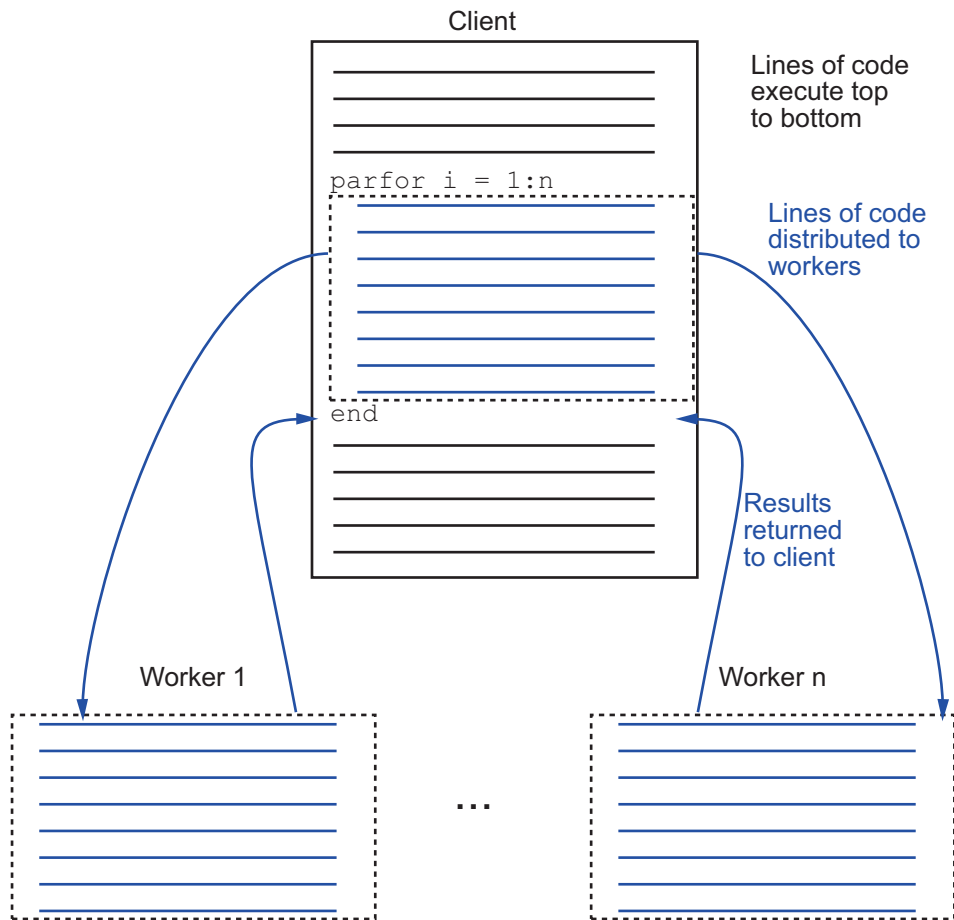 Client
Lines of code
execute top
to bottom
parfor i = 1:n
Lines of code
distributed to
workers
end
Results
returned
to client
Worker 1
Worker n
...